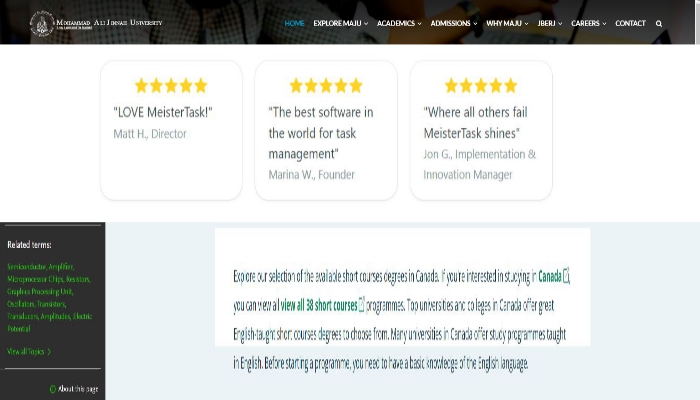 Mohammad Ali Jinnah University
HOME EXPLORE MAJU ACADEMICS ADMISSIONS WHY MAJU JBERJ CAREERS CONTACT
"LOVE MeisterTask!"
Matt H., Director
"The best software in
the world for task
management"
Marina W., Founder
"Where all others fail
MeisterTask shines"
Jon G., Implementation &
Innovation Manager
Related terms:
Semiconductor, Amplifier,
Microprocessor Chips, Resistors,
Graphics Processing Unit,
Oscillators, Transistors,
Transducers, Amplitudes, Electric
Potential
View all Topics
About this page
Explore our selection of the available short courses degrees in Canada. If you're interested in studying in Canada,
you can view all view all 38 short courses programmes. Top universities and colleges in Canada offer great
English-taught short courses degrees to choose from. Many universities in Canada offer study programmes taught
in English. Before starting a programme, you need to have a basic knowledge of the English language.